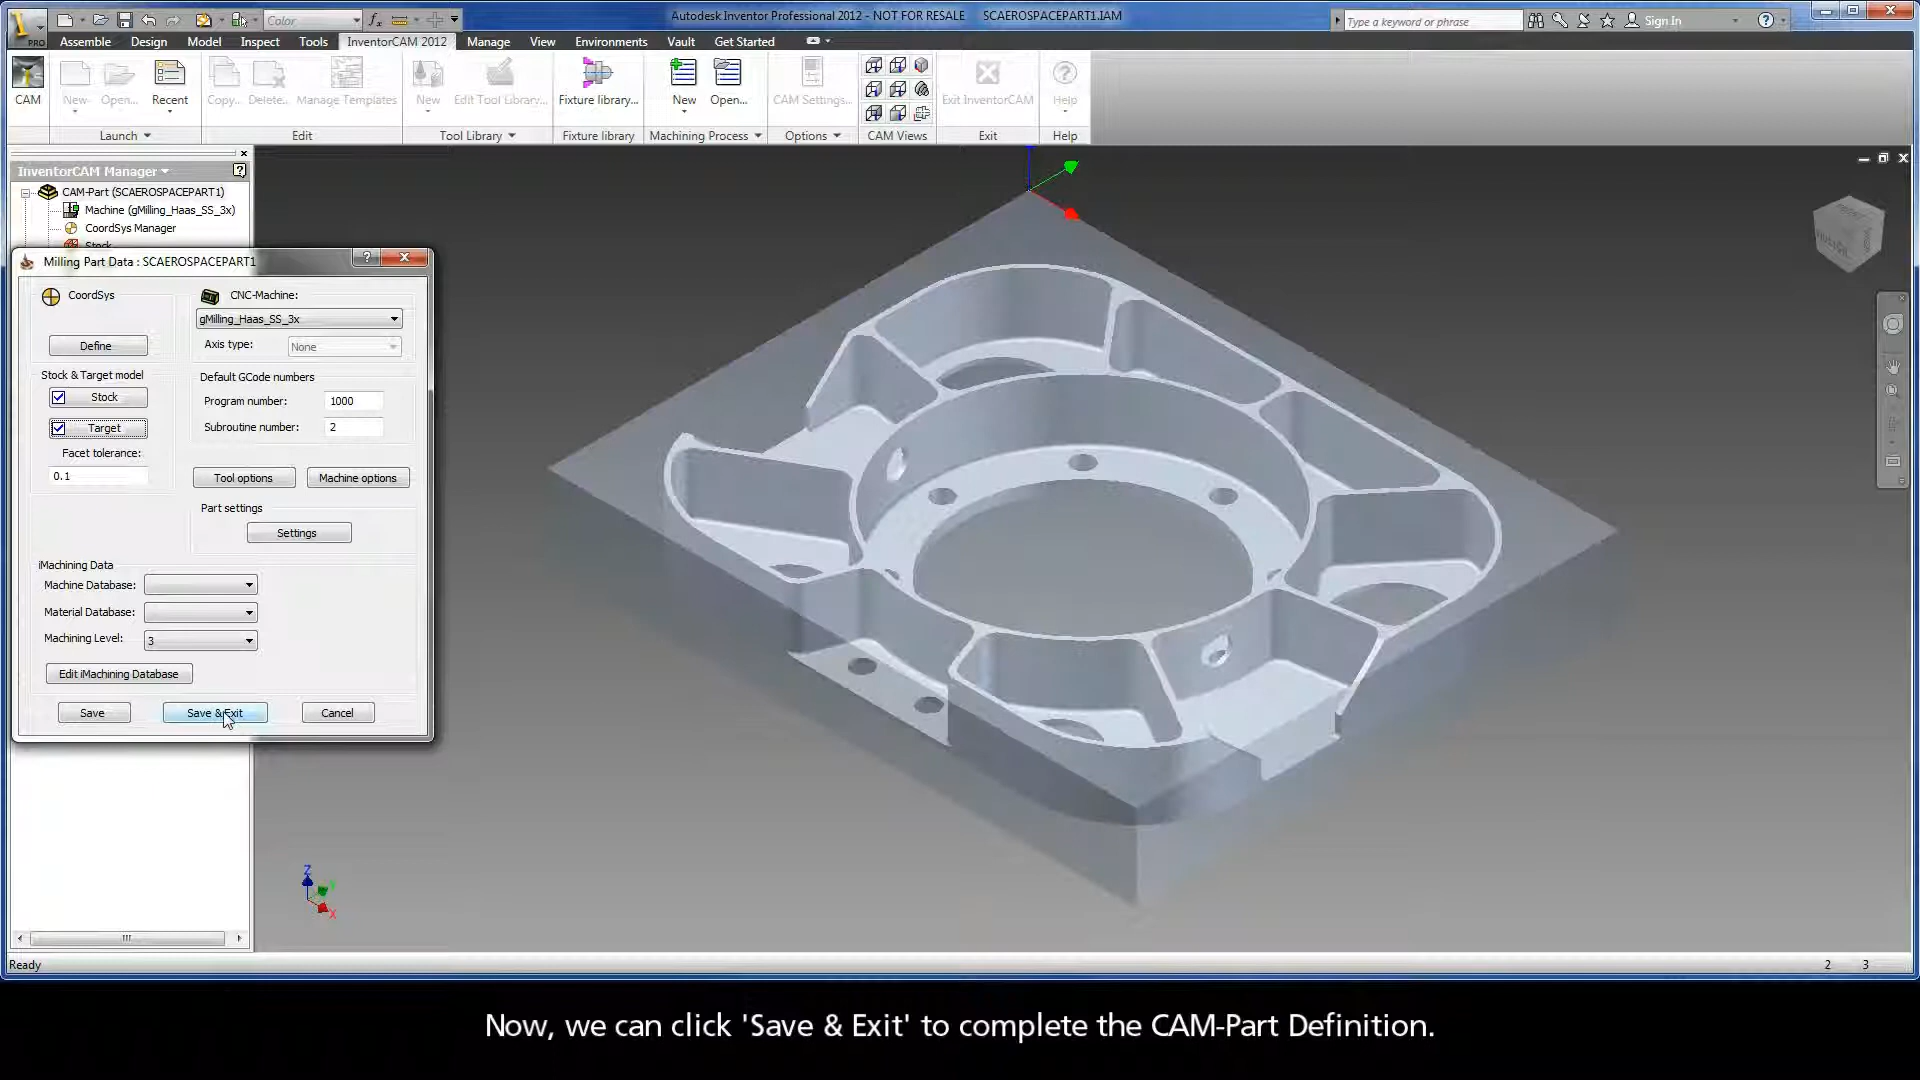 Color
Autodesk Inventor Professional 2012 - NOT FOR RESALE SCAEROSPACEPART1.IAM
Type a keyword or phrase
Sign In
PRO
Assemble Design Model Inspect Tools InventorCAM 2012 Manage View Environments Vault Get Started
CAM New Open... Recent Copy... Delete... Manage Templates New Edit Tool Library... Fixture library... New Open... CAM Settings... Exit InventorCAM Help
Launch Edit Tool Library Fixture library Machining Process Options CAM Views Exit Help
InventorCAM Manager
CAM-Part (SCAEROSPACEPART1)
Machine (gMilling_Haas_SS_3x)
CoordSys Manager
Stock
Milling Part Data : SCAEROSPACEPART1
CoordSys CNC-Machine:
gMilling_Haas_SS_3x
Define Axis type: None
Stock & Target model Default GCode numbers
Stock Program number: 1000
Target Subroutine number: 2
Facet tolerance:
0.1 Tool options Machine options
Part settings
Settings
iMachining Data
Machine Database:
Material Database:
Machining Level: 3
Edit iMachining Database
Save Save & Exit Cancel
Z
X
Ready 2 3
Now, we can click 'Save & Exit' to complete the CAM-Part Definition.